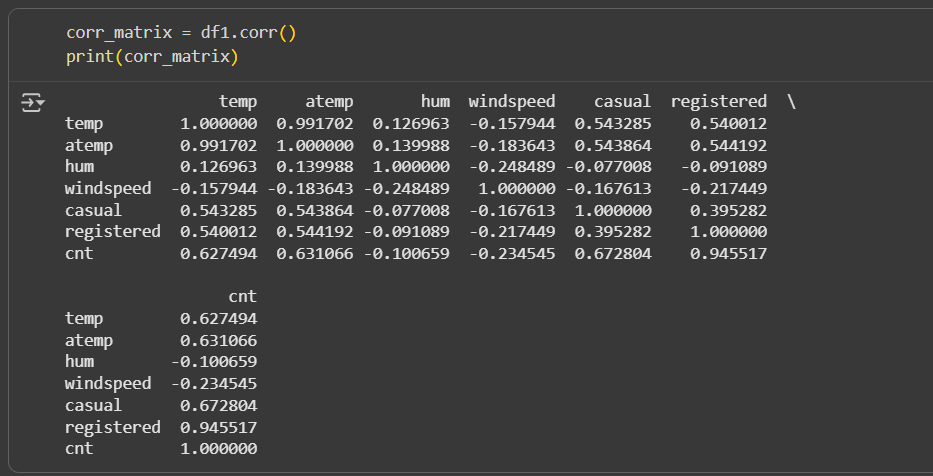 corr_matrix = df1.corr()
print(corr_matrix)
temp atemp hum windspeed casual registered \
temp 1.000000 0.991702 0.126963 -0.157944 0.543285 0.540012
atemp 0.991702 1.000000 0.139988 -0.183643 0.543864 0.544192
hum 0.126963 0.139988 1.000000 -0.248489 -0.077008 -0.091089
windspeed -0.157944 -0.183643 -0.248489 1.000000 -0.167613 -0.217449
casual 0.543285 0.543864 -0.077008 -0.167613 1.000000 0.395282
registered 0.540012 0.544192 -0.091089 -0.217449 0.395282 1.000000
cnt 0.627494 0.631066 -0.100659 -0.234545 0.672804 0.945517
cnt
temp 0.627494
atemp 0.631066
hum -0.100659
windspeed -0.234545
casual 0.672804
registered 0.945517
cnt 1.000000